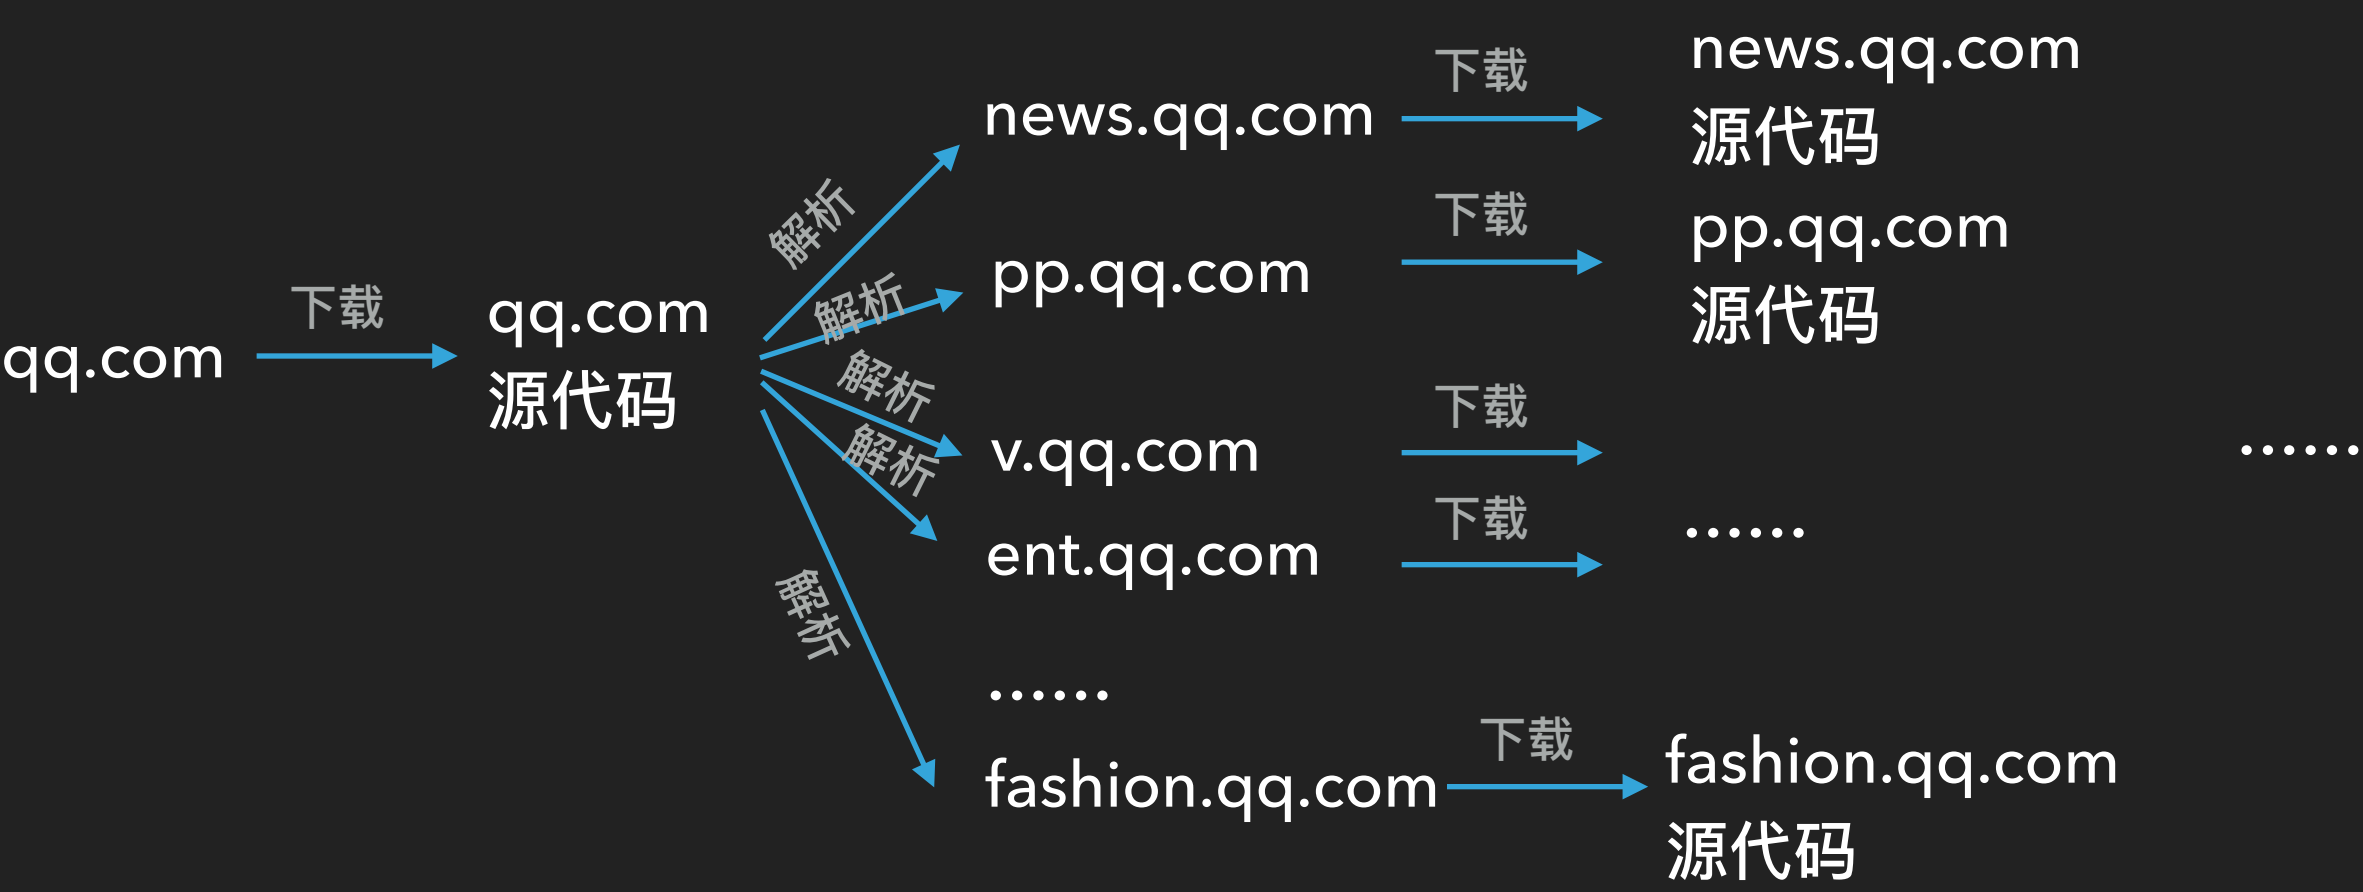 qq.com
下载
qq.com
源代码
解析
解析
解析
解析
解析
news.qq.com
pp.qq.com
v.qq.com
ent.qq.com
......
fashion.qq.com
下载
下载
下载
下载
下载
news.qq.com
源代码
pp.qq.com
源代码
......
fashion.qq.com
源代码
......